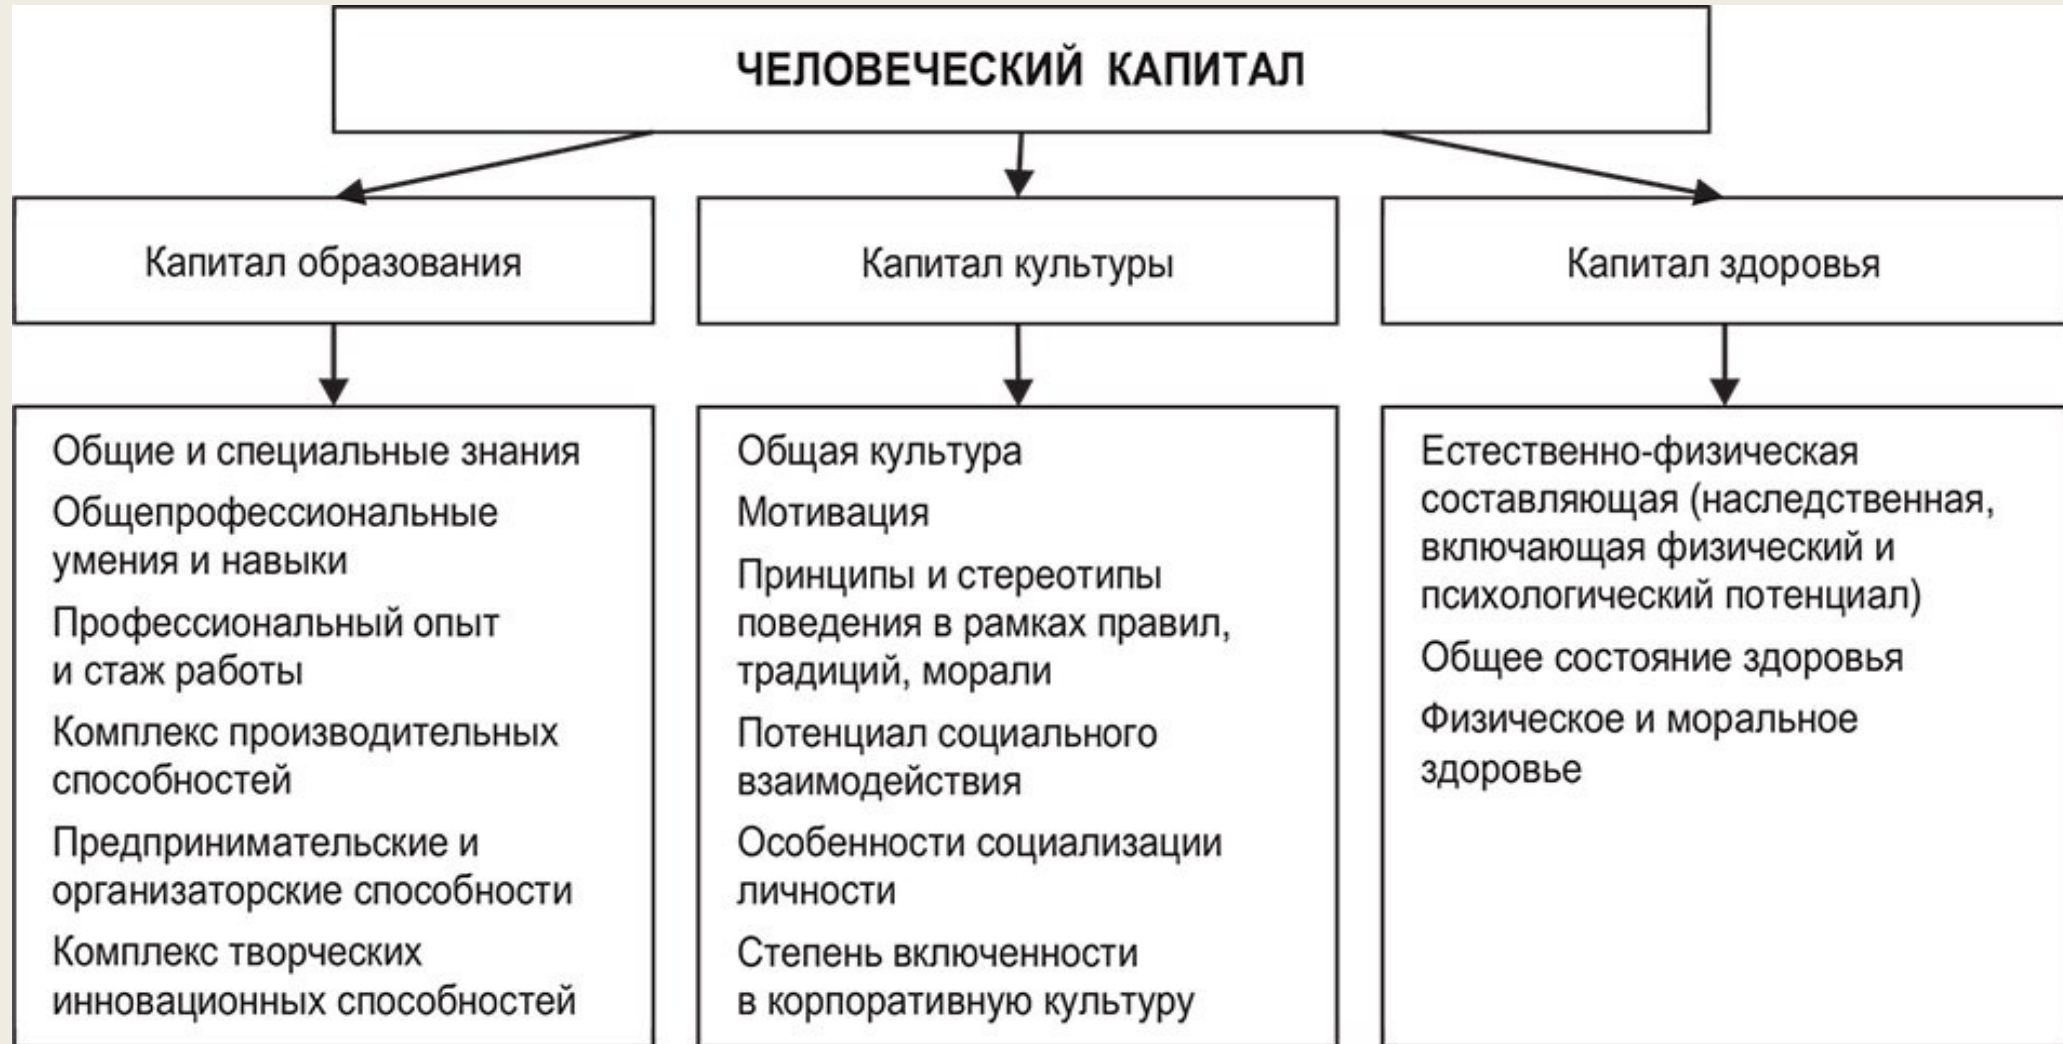 ЧЕЛОВЕЧЕСКИЙ КАПИТАЛ
Капитал образования
Капитал культуры
Капитал здоровья
Общие и специальные знания
Общепрофессиональные
умения и навыки
Профессиональный опыт
и стаж работы
Комплекс производительных
способностей
Предпринимательские и
организаторские способности
Комплекс творческих
инновационных способностей
Общая культура
Мотивация
Принципы и стереотипы
поведения в рамках правил,
традиций, морали
Потенциал социального
взаимодействия
Особенности социализации
личности
Степень включенности
в корпоративную культуру
Естественно-физическая
составляющая (наследственная,
включающая физический и
психологический потенциал)
Общее состояние здоровья
Физическое и моральное
здоровье